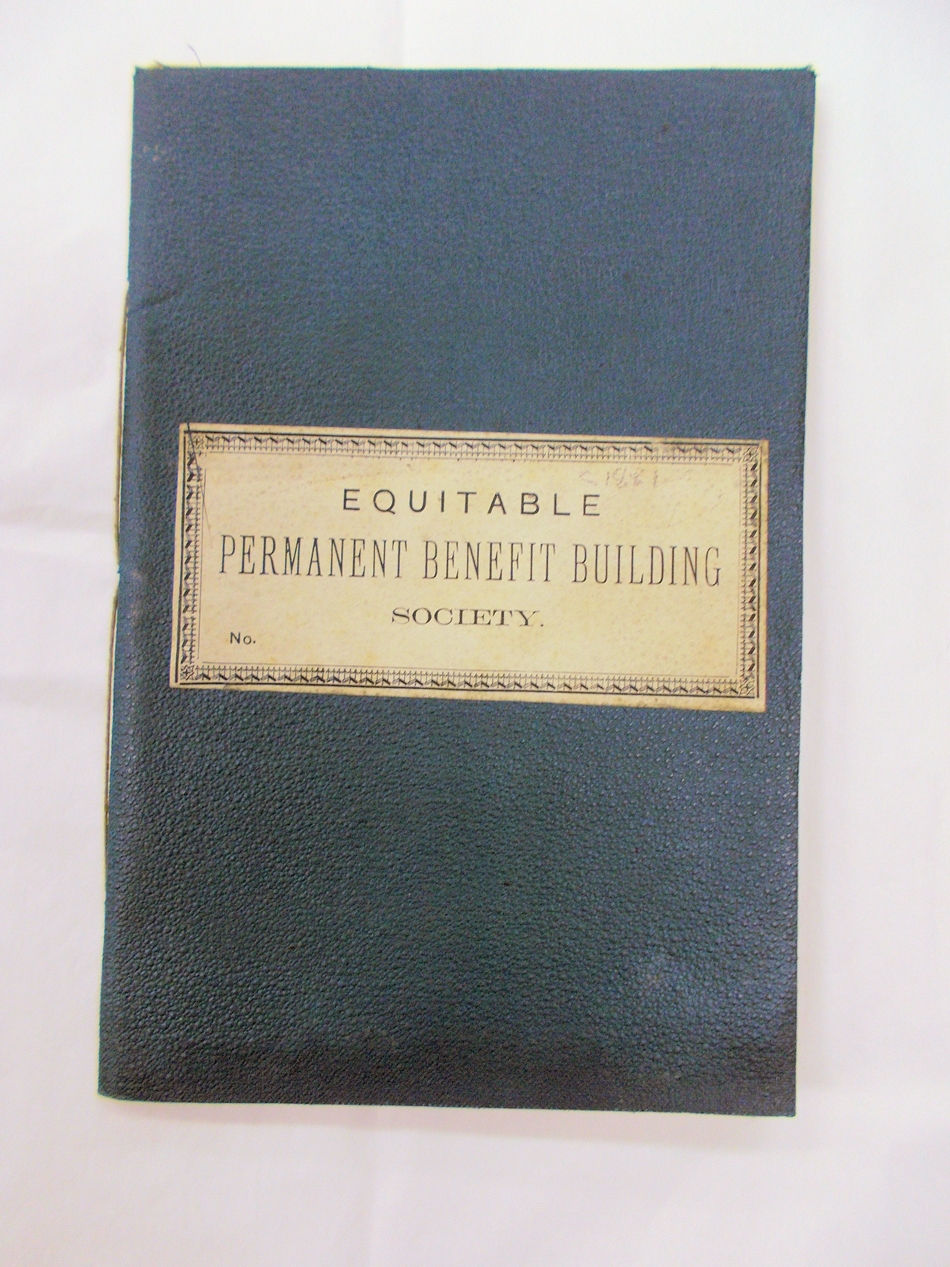 EQUITABLE
PERMANENT BENEFIT BUILDING
SOCIETY.
No.